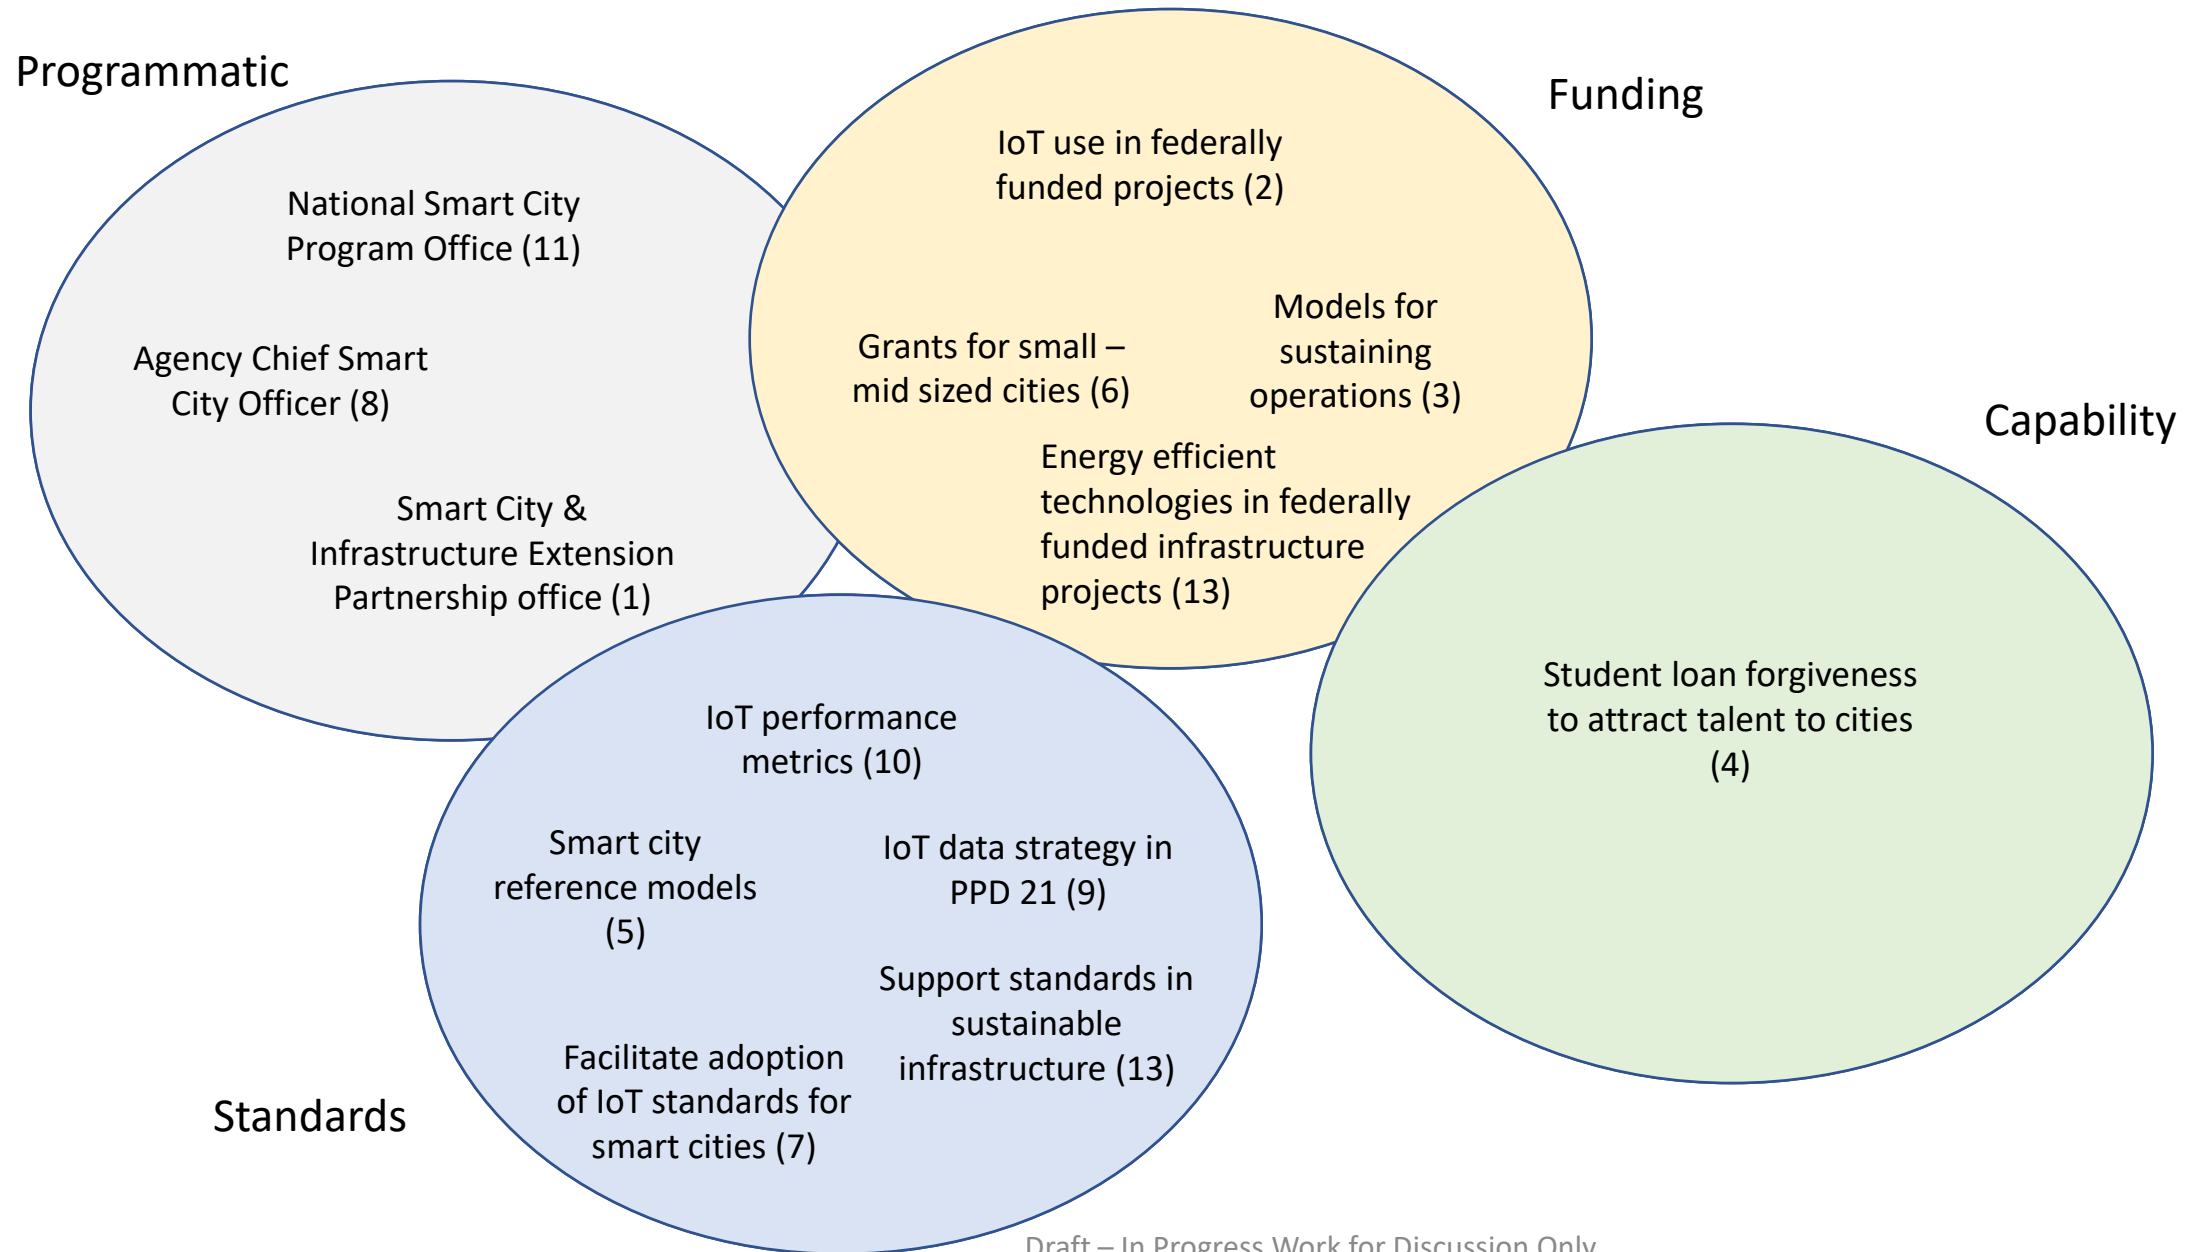 Programmatic
National Smart City
Program Office (11)
Agency Chief Smart
City Officer (8)
Smart City &
Infrastructure Extension
Partnership office (1)
Funding
IoT use in federally
funded projects (2)
Grants for small –
mid sized cities (6)
Models for
sustaining
operations (3)
Energy efficient
technologies in federally
funded infrastructure
projects (13)
Capability
Student loan forgiveness
to attract talent to cities
(4)
Standards
IoT performance
metrics (10)
Smart city
reference models
(5)
IoT data strategy in
PPD 21 (9)
Support standards in
sustainable
infrastructure (13)
Facilitate adoption
of IoT standards for
smart cities (7)
Draft – In Progress Work for Discussion Only